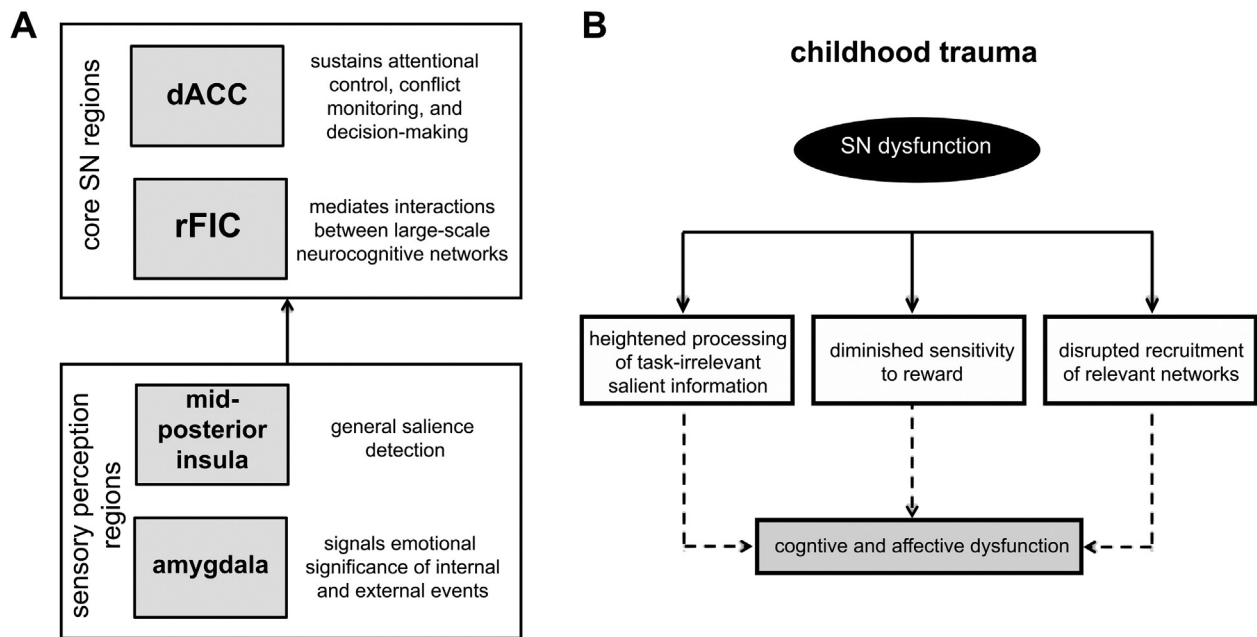 A
core SN regions
dACC
sustains attentional
control, conflict
monitoring, and
decision-making
rFIC
mediates interactions
between large-scale
neurocognitive networks
sensory perception
regions
mid-
posterior
insula
general salience
detection
amygdala
signals emotional
significance of internal
and external events
B
childhood trauma
SN dysfunction
heightened processing
of task-irrelevant
salient information
diminished sensitivity
to reward
disrupted recruitment
of relevant networks
cogntive and affective dysfunction